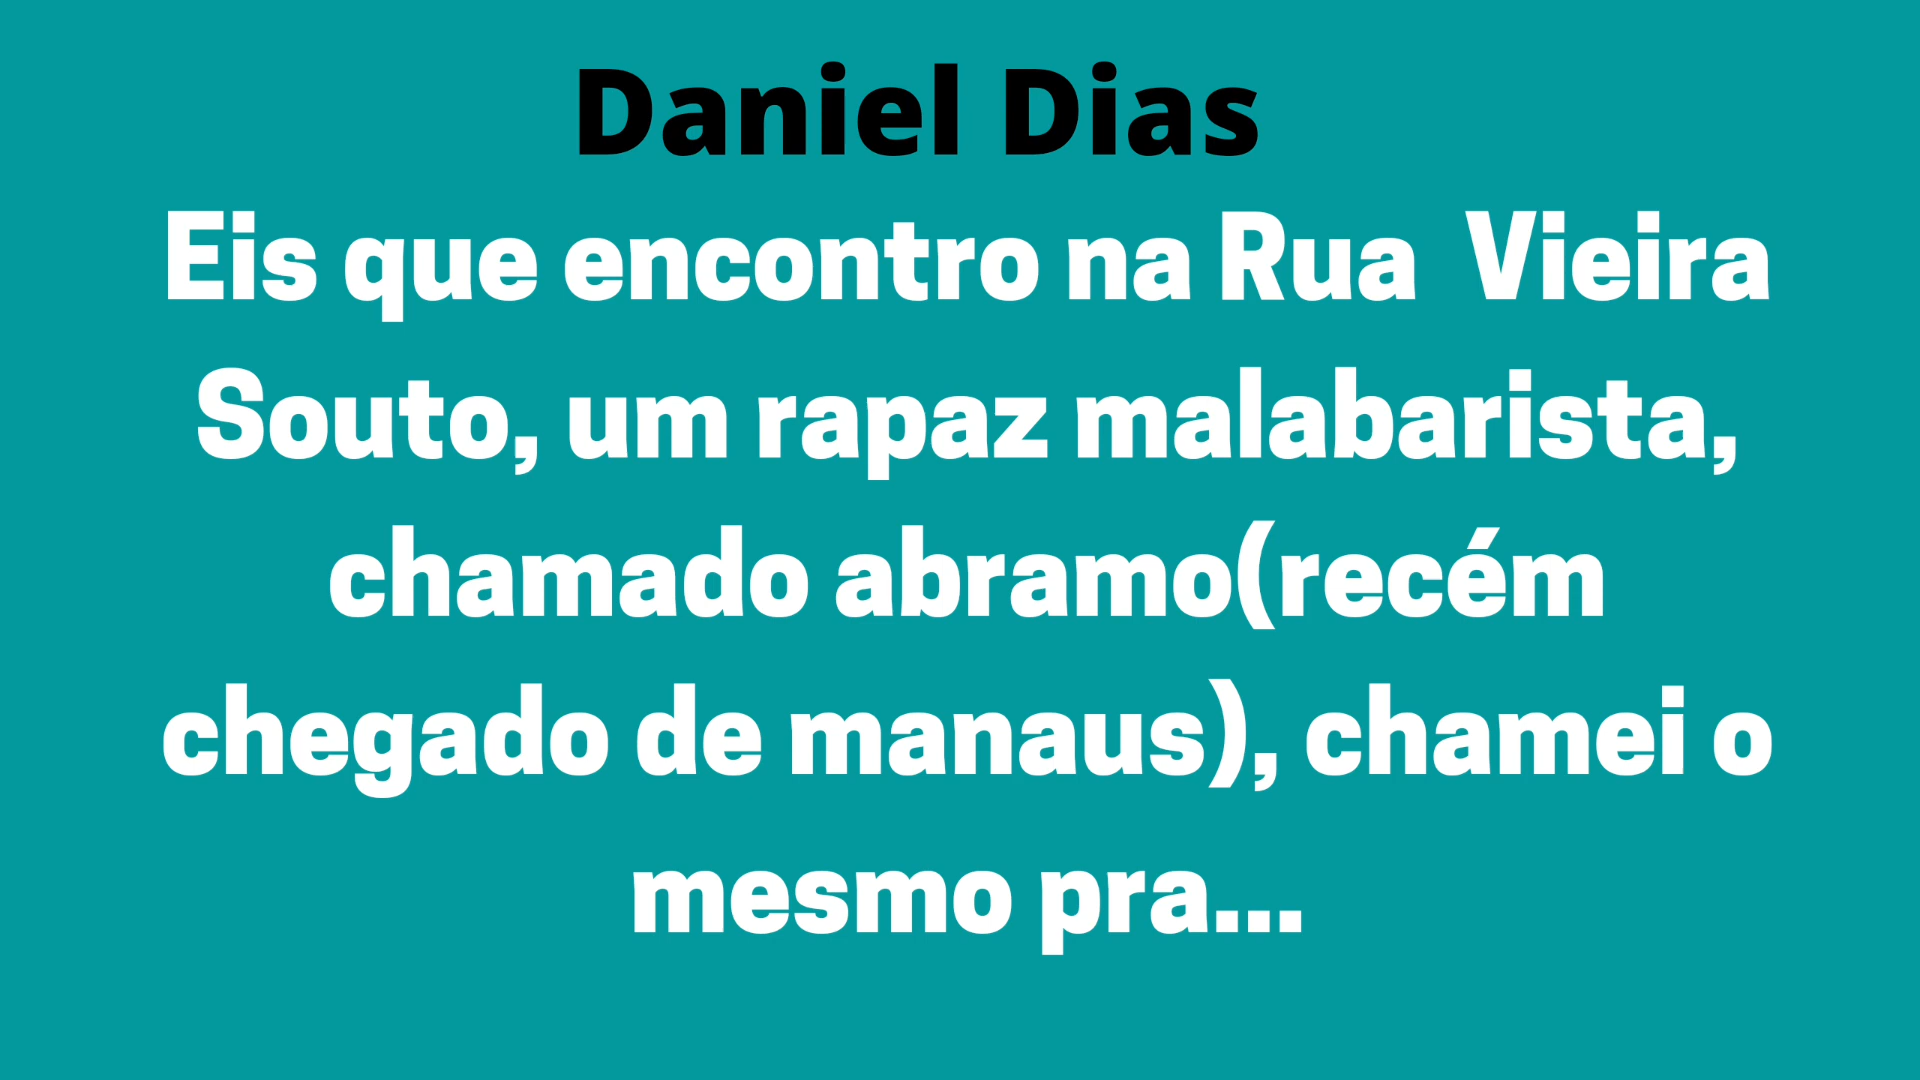 Daniel Dias
Eis que encontro na Rua  Vieira
Souto, um rapaz malabarista,
chamado abramo(recém
chegado de manaus), chamei o
mesmo pra...